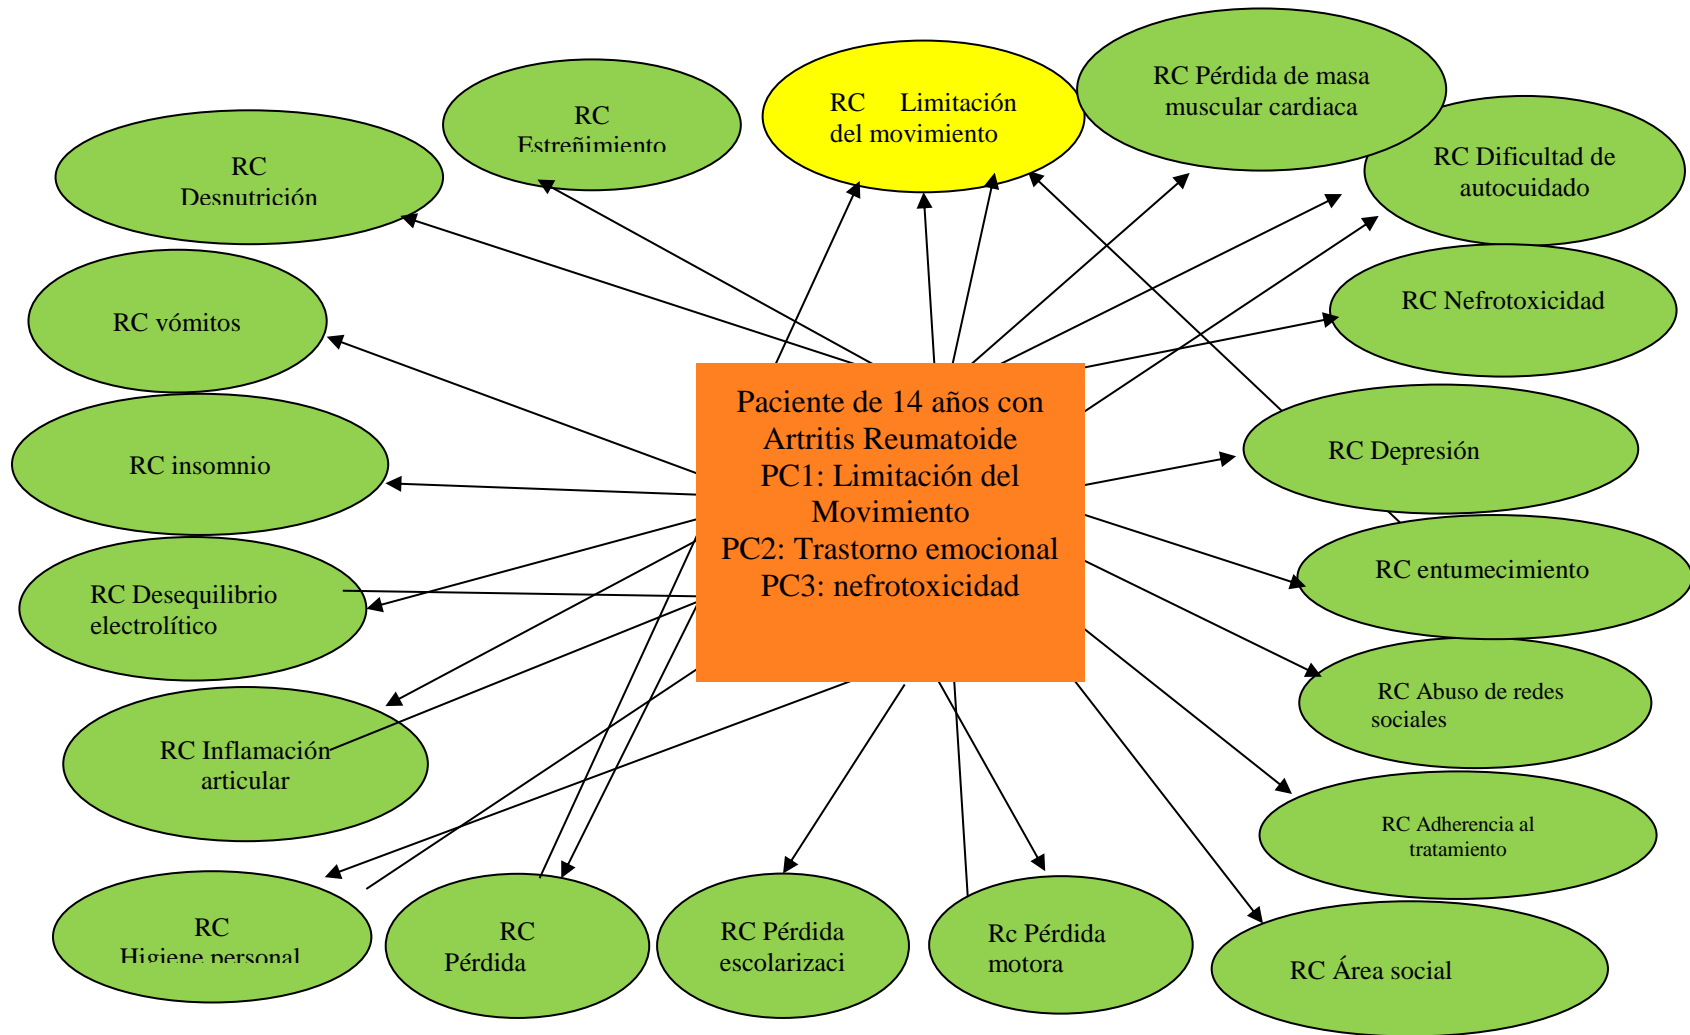 RC Pérdida de masa
muscular cardiaca
RC Limitación
del movimiento
RC
Estreñimiento
RC
Desnutrición
RC Dificultad de
autocuidado
RC vómitos
RC Nefrotoxicidad
Paciente de 14 años con
Artritis Reumatoide
PC1: Limitación del
Movimiento
PC2: Trastorno emocional
PC3: nefrotoxicidad
RC insomnio
RC Depresión
RC Desequilibrio
electrolítico
RC entumecimiento
RC Inflamación
articular
RC Abuso de redes
sociales
RC Adherencia al
tratamiento
RC
Higiene personal
RC
Pérdida
RC Pérdida
escolarizaci
Rc Pérdida
motora
RC Área social